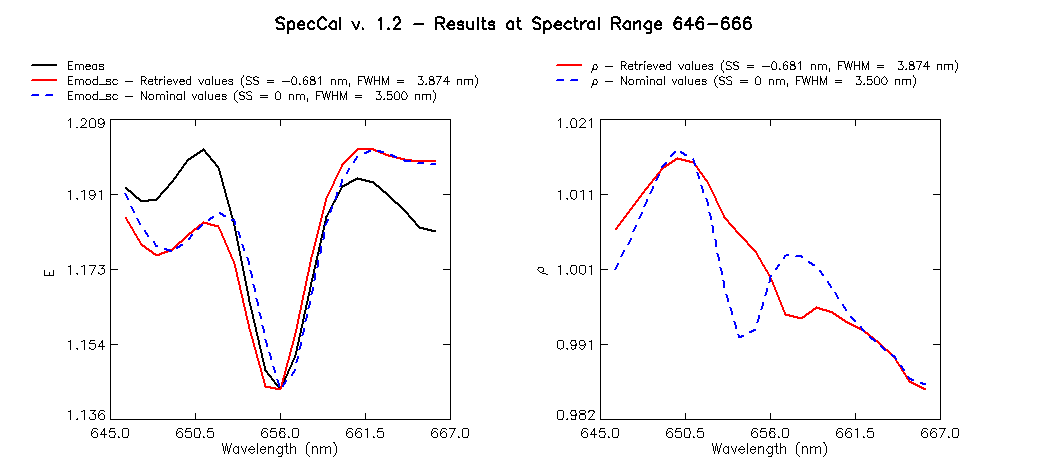 SpecCal v. 1.2 – Results at Spectral Range 646–666
Emeas
Emod_sc – Retrieved values (SS = –0.681 nm, FWHM = 3.874 nm)
Emod_sc – Nominal values (SS = 0 nm, FWHM = 3.500 nm)
1.209
1.191
1.173
1.154
1.136
E
645.0 650.5 656.0 661.5 667.0
Wavelength (nm)
ρ – Retrieved values (SS = –0.681 nm, FWHM = 3.874 nm)
ρ – Nominal values (SS = 0 nm, FWHM = 3.500 nm)
1.021
1.011
1.001
0.991
0.982
ρ
645.0 650.5 656.0 661.5 667.0
Wavelength (nm)